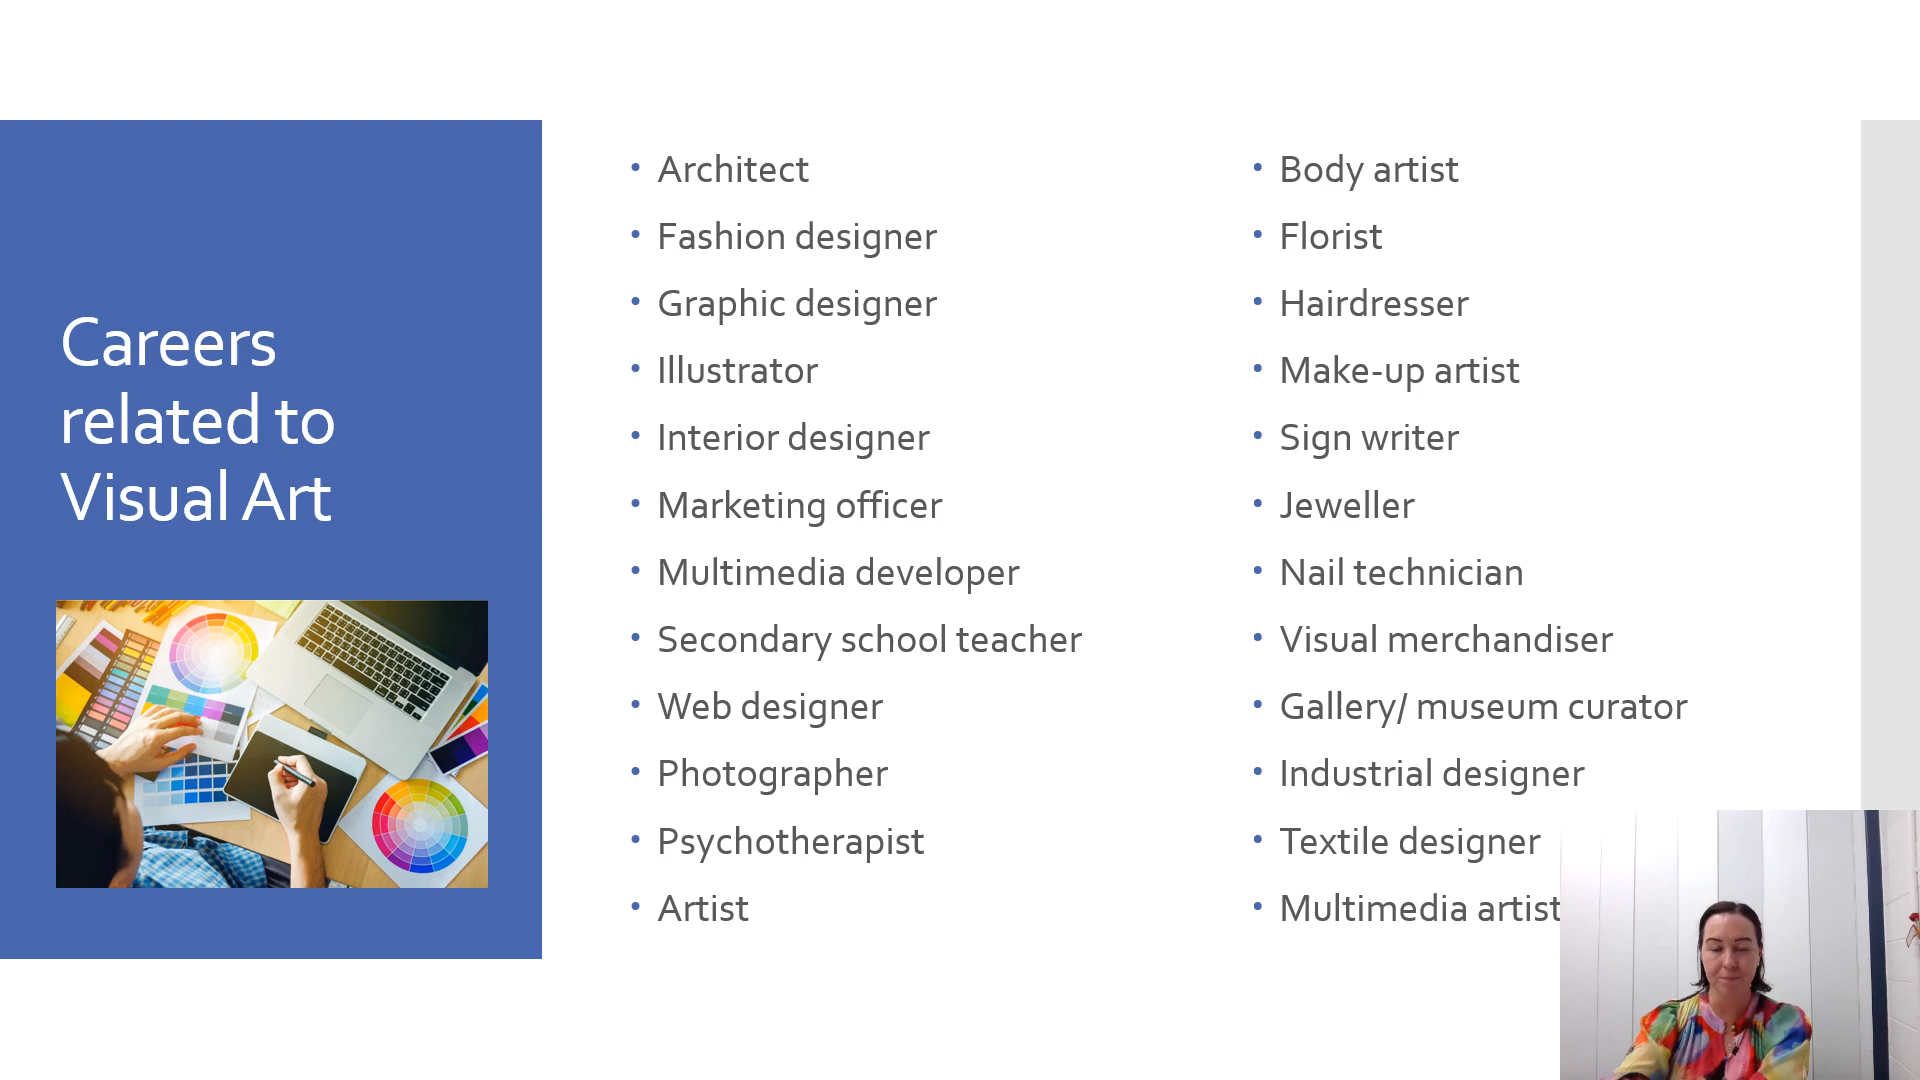 Careers
related to
Visual Art
• Architect
• Fashion designer
• Graphic designer
• Illustrator
• Interior designer
• Marketing officer
• Multimedia developer
• Secondary school teacher
• Web designer
• Photographer
• Psychotherapist
• Artist
• Body artist
• Florist
• Hairdresser
• Make-up artist
• Sign writer
• Jeweller
• Nail technician
• Visual merchandiser
• Gallery/ museum curator
• Industrial designer
• Textile designer
• Multimedia artist